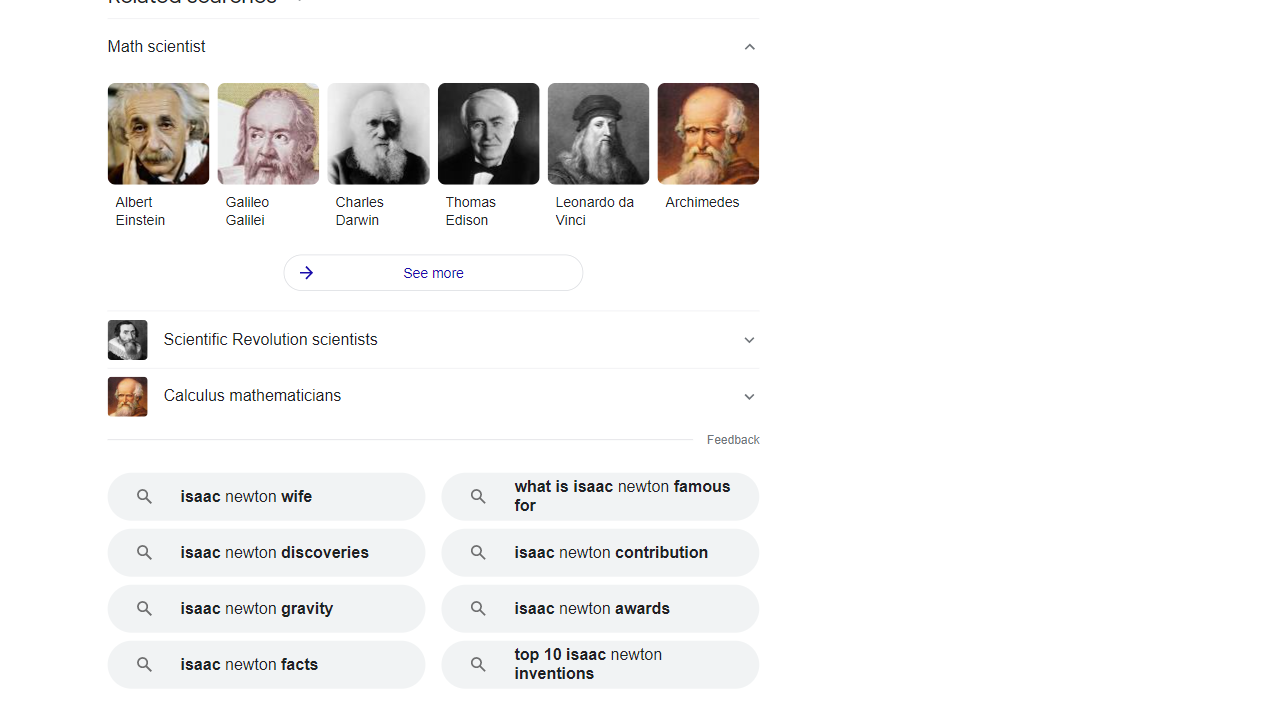 Related searches
Math scientist
Albert
Einstein
Galileo
Galilei
Charles
Darwin
Thomas
Edison
Leonardo da
Vinci
Archimedes
See more
Scientific Revolution scientists
Calculus mathematicians
Feedback
isaac newton wife
what is isaac newton famous
for
isaac newton discoveries
isaac newton contribution
isaac newton gravity
isaac newton awards
isaac newton facts
top 10 isaac newton
inventions